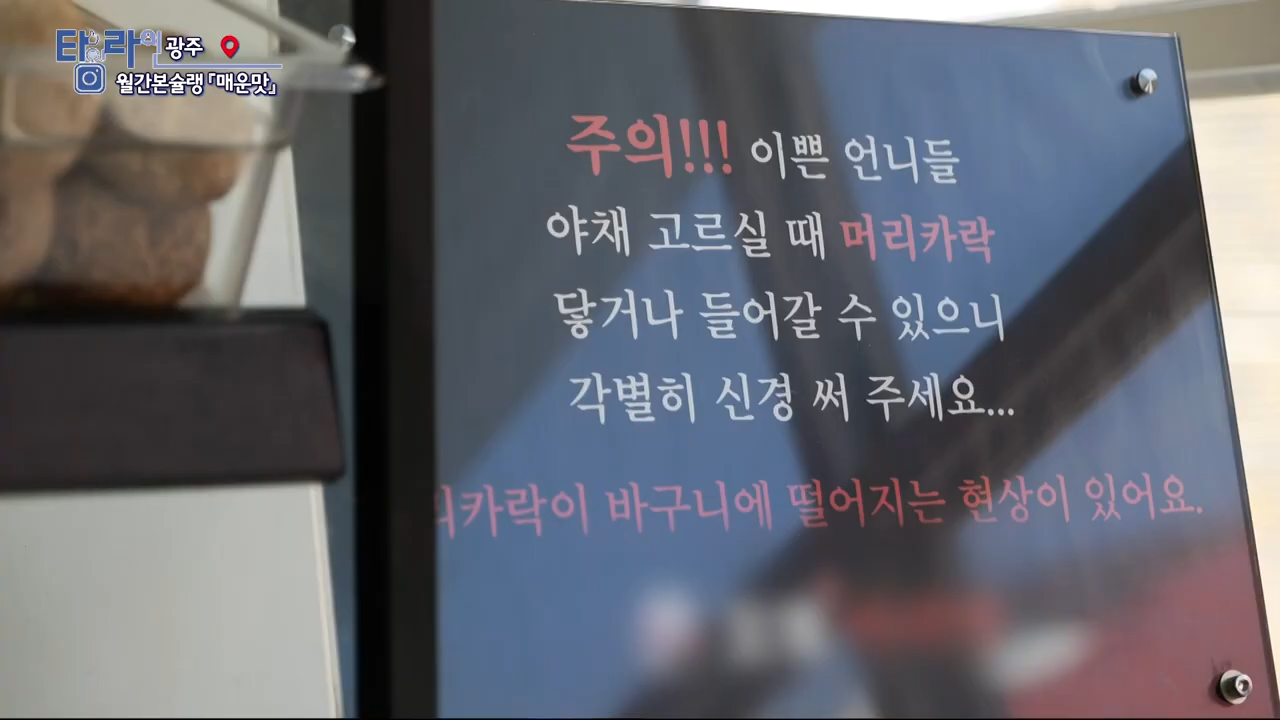 타라의 광주
월간본슐랭 「매운맛」
주의!!! 이쁜 언니들
야채 고르실 때 머리카락
닿거나 들어갈 수 있으니
각별히 신경 써 주세요...
리카락이 바구니에 떨어지는 현상이 있어요.